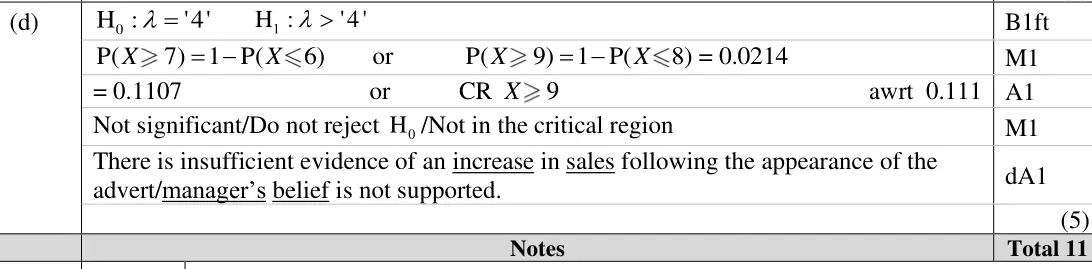 (d) H₀ : λ = '4' H₁ : λ > '4' B1ft
P(X ⩾ 7) = 1 − P(X ⩽ 6) or P(X ⩾ 9) = 1 − P(X ⩽ 8) = 0.0214 M1
= 0.1107 or CR X ⩾ 9 awrt 0.111 A1
Not significant/Do not reject H₀ /Not in the critical region M1
There is insufficient evidence of an increase in sales following the appearance of the
advert/manager's belief is not supported. dA1
(5)
Notes Total 11